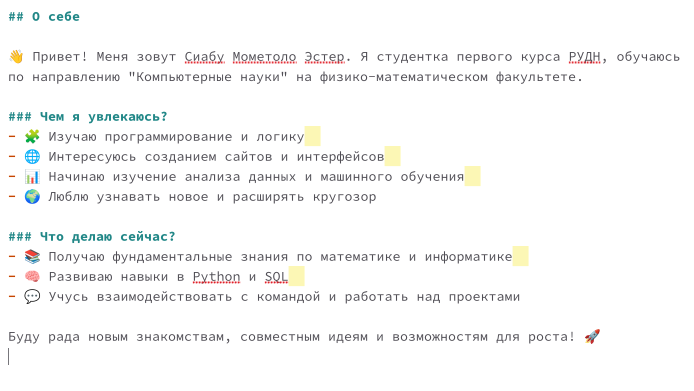 ## О себе
👋 Привет! Меня зовут Сиабу Мометоло Эстер. Я студентка первого курса РУДН, обучаюсь
по направлению "Компьютерные науки" на физико-математическом факультете.
### Чем я увлекаюсь?
- 🧩 Изучаю программирование и логику
- 🌐 Интересуюсь созданием сайтов и интерфейсов
- 📊 Начинаю изучение анализа данных и машинного обучения
- 🌍 Люблю узнавать новое и расширять кругозор
### Что делаю сейчас?
- 📚 Получаю фундаментальные знания по математике и информатике
- 🧠 Развиваю навыки в Python и SQL
- 💬 Учусь взаимодействовать с командой и работать над проектами
Буду рада новым знакомствам, совместным идеям и возможностям для роста! 🚀